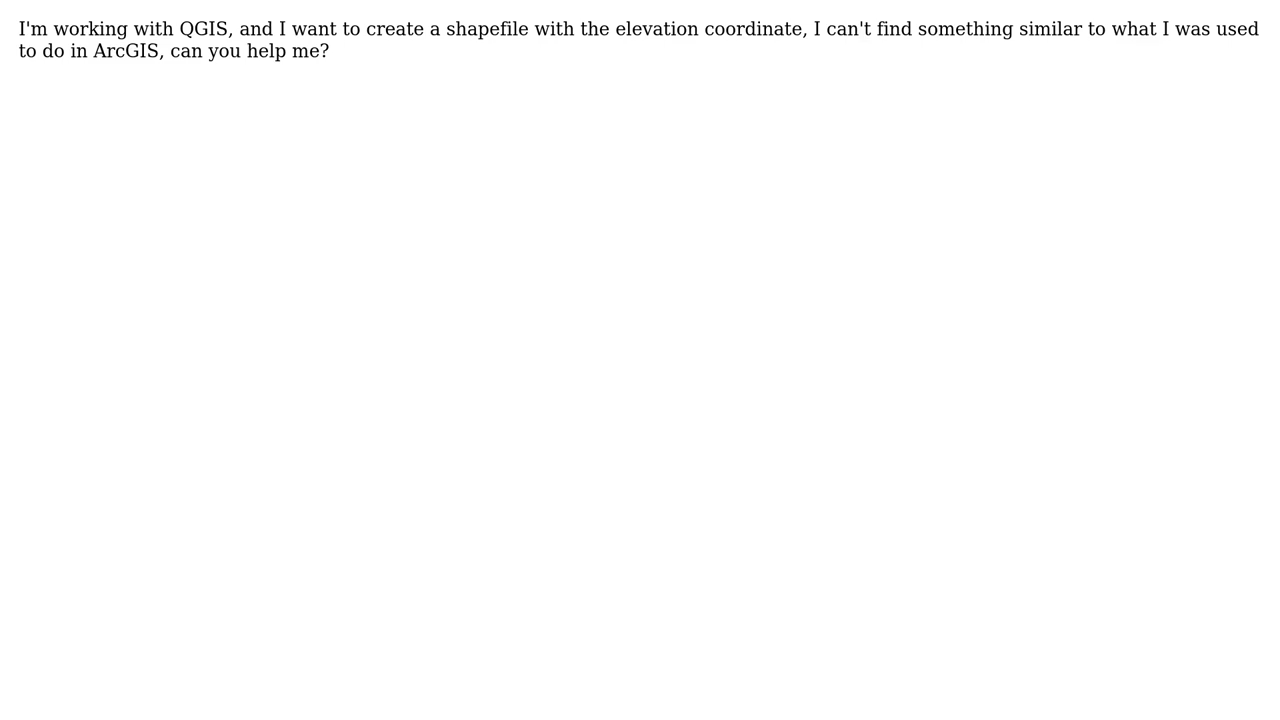 I'm working with QGIS, and I want to create a shapefile with the elevation coordinate, I can't find something similar to what I was used
to do in ArcGIS, can you help me?